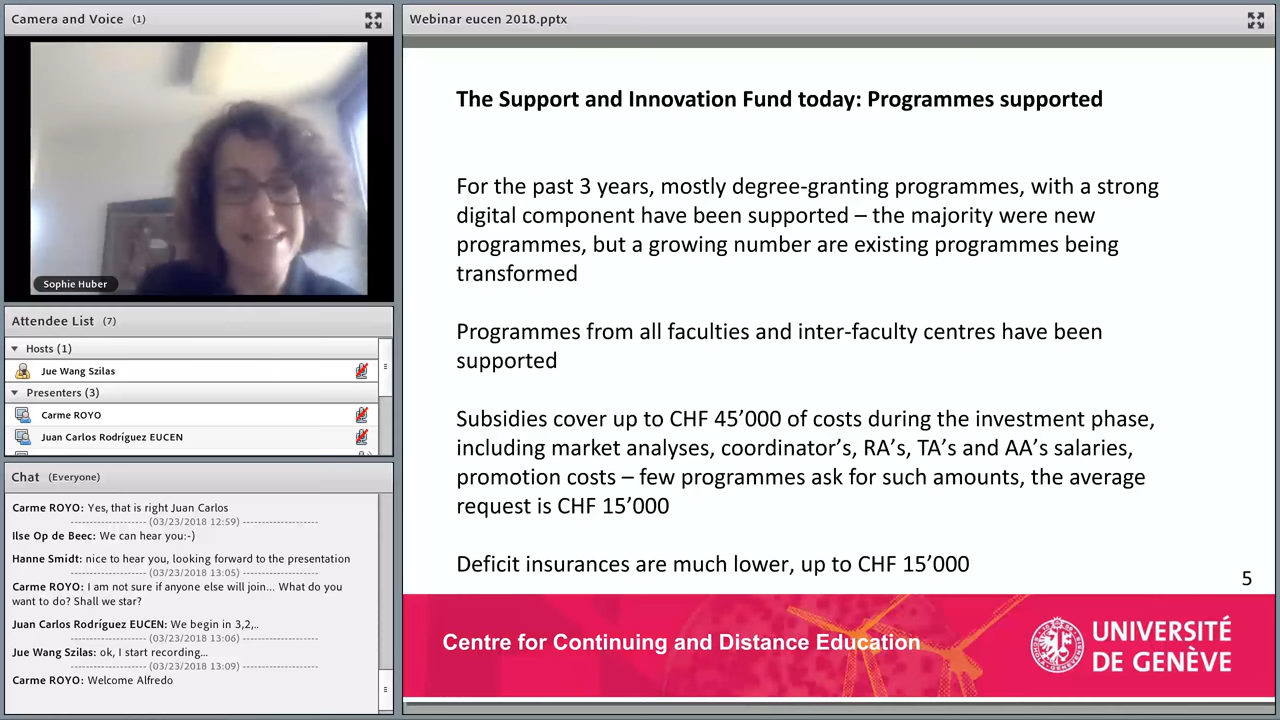 Camera and Voice (1)
Sophie Huber
Attendee List (7)
Hosts (1)
Jue Wang Szilas
Presenters (3)
Carme ROYO
Juan Carlos Rodríguez EUCEN
Chat (Everyone)
Carme ROYO: Yes, that is right Juan Carlos
------------------ (03/23/2018 12:59) ------------------
Ilse Op de Beec: We can hear you:-)
Hanne Smidt: nice to hear you, looking forward to the presentation
------------------ (03/23/2018 13:05) ------------------
Carme ROYO: I am not sure if anyone else will join... What do you
want to do? Shall we star?
Juan Carlos Rodríguez EUCEN: We begin in 3,2,..
------------------ (03/23/2018 13:06) ------------------
Jue Wang Szilas: ok, I start recording...
------------------ (03/23/2018 13:09) ------------------
Carme ROYO: Welcome Alfredo
Webinar eucen 2018.pptx
The Support and Innovation Fund today: Programmes supported
For the past 3 years, mostly degree-granting programmes, with a strong
digital component have been supported – the majority were new
programmes, but a growing number are existing programmes being
transformed
Programmes from all faculties and inter-faculty centres have been
supported
Subsidies cover up to CHF 45’000 of costs during the investment phase,
including market analyses, coordinator’s, RA’s, TA’s and AA’s salaries,
promotion costs – few programmes ask for such amounts, the average
request is CHF 15’000
Deficit insurances are much lower, up to CHF 15’000
5
Centre for Continuing and Distance Education
UNIVERSITÉ
DE GENÈVE